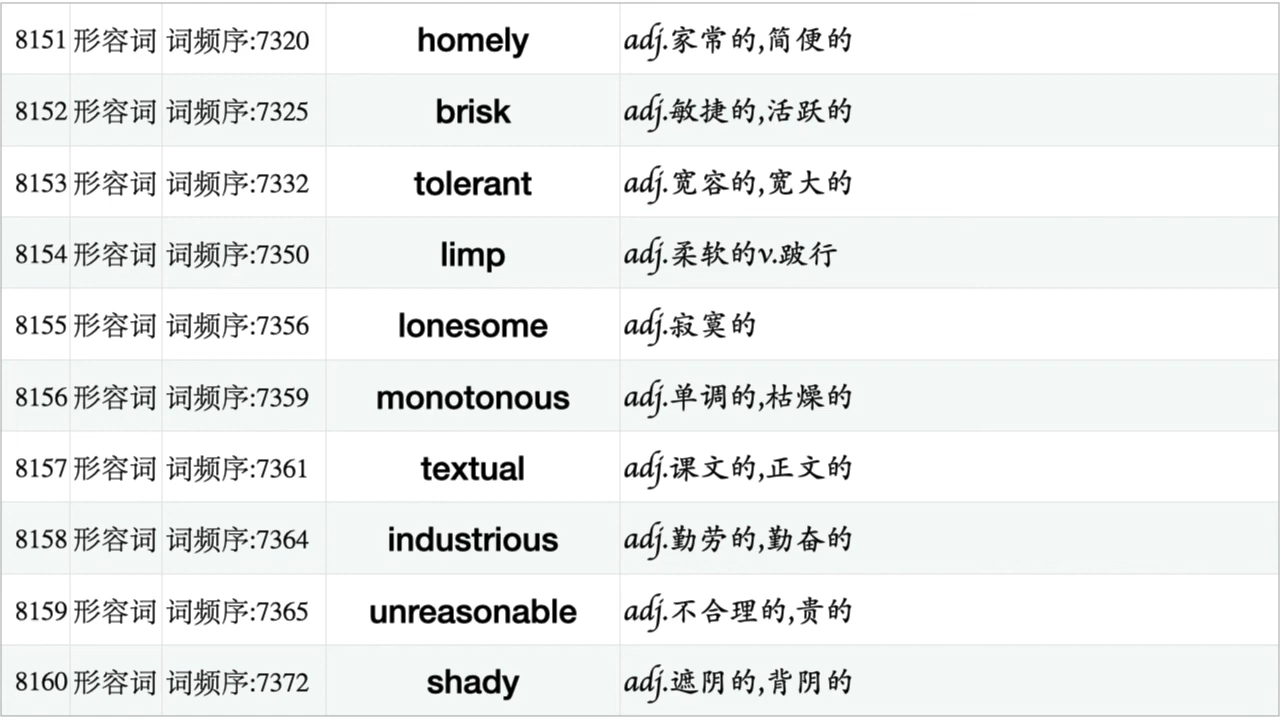 8151 形容词 词频序:7320 homely adj.家常的,简便的
8152 形容词 词频序:7325 brisk adj.敏捷的,活跃的
8153 形容词 词频序:7332 tolerant adj.宽容的,宽大的
8154 形容词 词频序:7350 limp adj.柔软的v.跛行
8155 形容词 词频序:7356 lonesome adj.寂寞的
8156 形容词 词频序:7359 monotonous adj.单调的,枯燥的
8157 形容词 词频序:7361 textual adj.课文的,正文的
8158 形容词 词频序:7364 industrious adj.勤劳的,勤奋的
8159 形容词 词频序:7365 unreasonable adj.不合理的,贵的
8160 形容词 词频序:7372 shady adj.遮阴的,背阴的